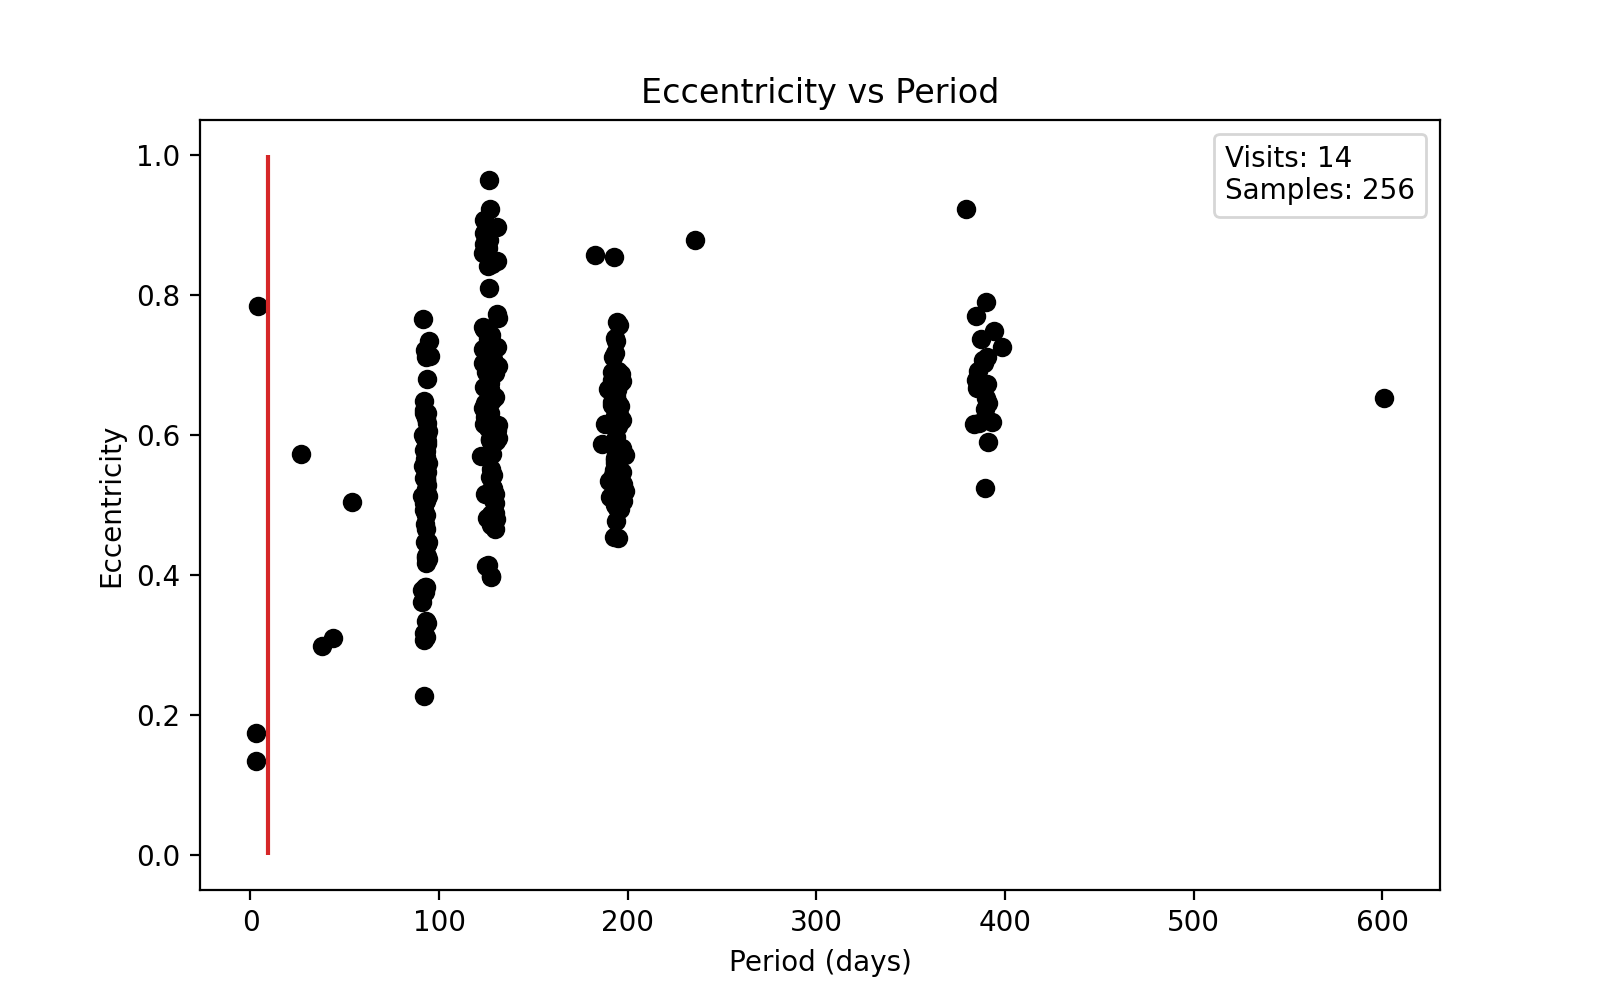 Eccentricity vs Period
Visits: 14
Samples: 256
1.0
0.8
0.6
0.4
0.2
0.0
Eccentricity
0 100 200 300 400 500 600
Period (days)